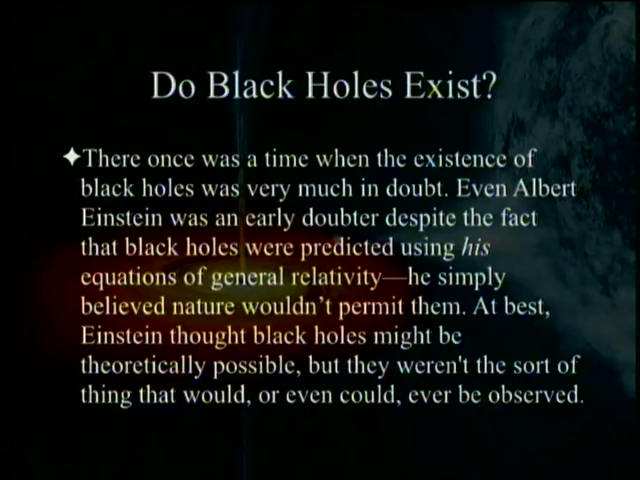 Do Black Holes Exist?
✦There once was a time when the existence of
black holes was very much in doubt. Even Albert
Einstein was an early doubter despite the fact
that black holes were predicted using his
equations of general relativity—he simply
believed nature wouldn’t permit them. At best,
Einstein thought black holes might be
theoretically possible, but they weren't the sort of
thing that would, or even could, ever be observed.